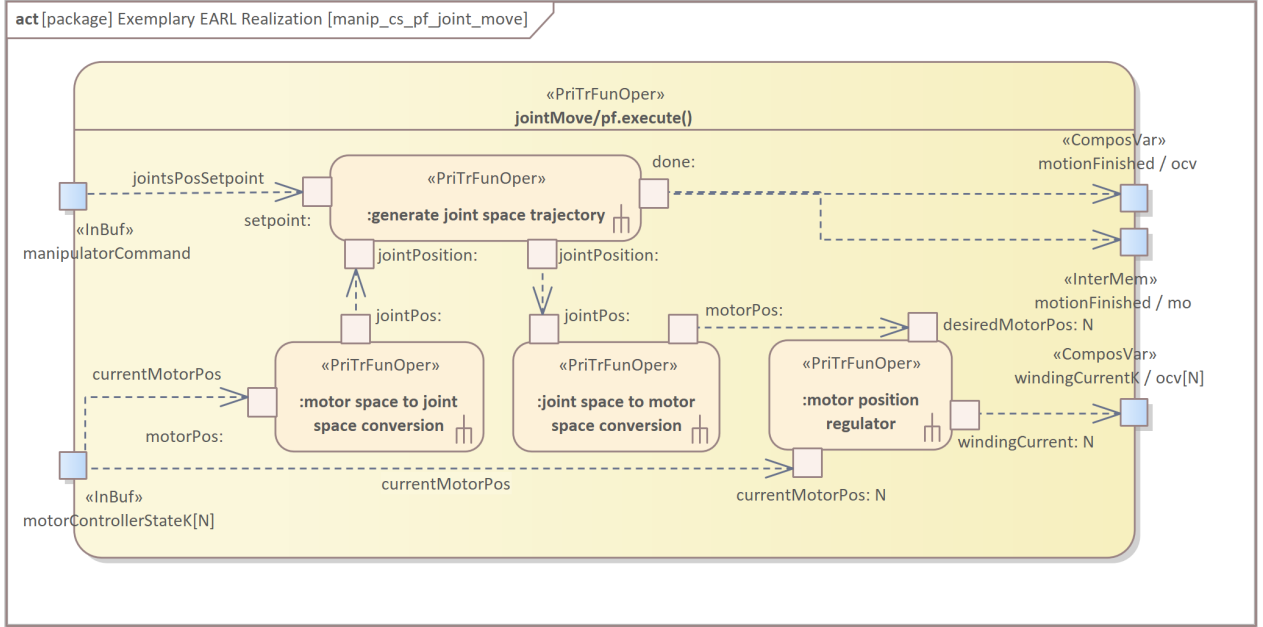 act [package] Exemplary EARL Realization [manip_cs_pf_joint_move]
«PriTrFunOper»
jointMove/pf.execute()
«ComposVar»
motionFinished / ocv
done:
jointsPosSetpoint
«PriTrFunOper»
:generate joint space trajectory
setpoint:
«InBuf»
manipulatorCommand
jointPosition:
jointPosition:
«InterMem»
motionFinished / mo
jointPos:
jointPos:
motorPos:
desiredMotorPos: N
«ComposVar»
windingCurrentK / ocv[N]
currentMotorPos
«PriTrFunOper»
:motor space to joint
space conversion
«PriTrFunOper»
:joint space to motor
space conversion
«PriTrFunOper»
:motor position
regulator
motorPos:
windingCurrent: N
currentMotorPos
currentMotorPos: N
«InBuf»
motorControllerStateK[N]